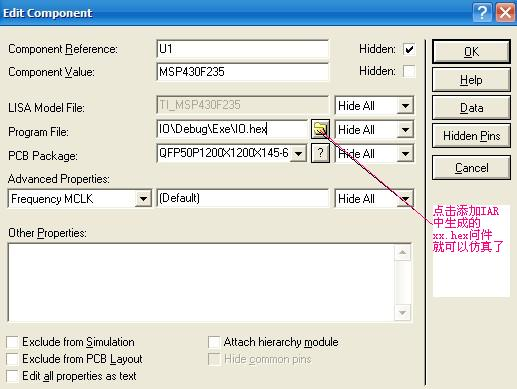 Edit Component
Component Reference: U1 Hidden: OK
Component Value: MSP430F235 Hidden: Help
LISA Model File: TI_MSP430F235 Hide All Data
Program File: IO\Debug\Exe\IO.hex Hide All Hidden Pins
PCB Package: QFP50P1200X1200X145-6 ? Hide All Cancel
Advanced Properties:
Frequency MCLK (Default) Hide All
点击添加IAR
中生成的
xx.hex问件
就可以仿真了
Other Properties:
Exclude from Simulation Attach hierarchy module
Exclude from PCB Layout Hide common pins
Edit all properties as text